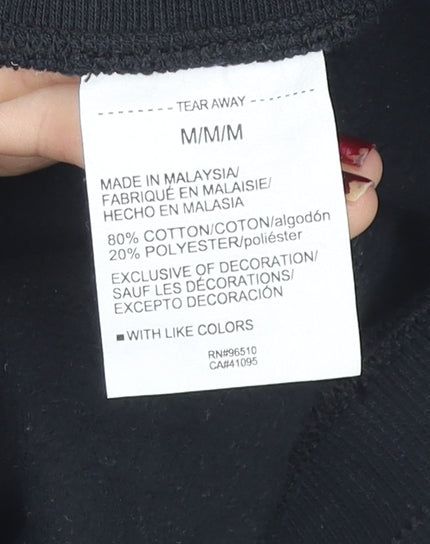 TEAR AWAY
M/M/M
MADE IN MALAYSIA/
FABRIQUÉ EN MALAISIE/
HECHO EN MALASIA
80% COTTON/COTON/algodón
20% POLYESTER/poliéster
EXCLUSIVE OF DECORATION/
SAUF LES DÉCORATIONS/
EXCEPTO DECORACIÓN
WITH LIKE COLORS
RN#96510
CA#41095